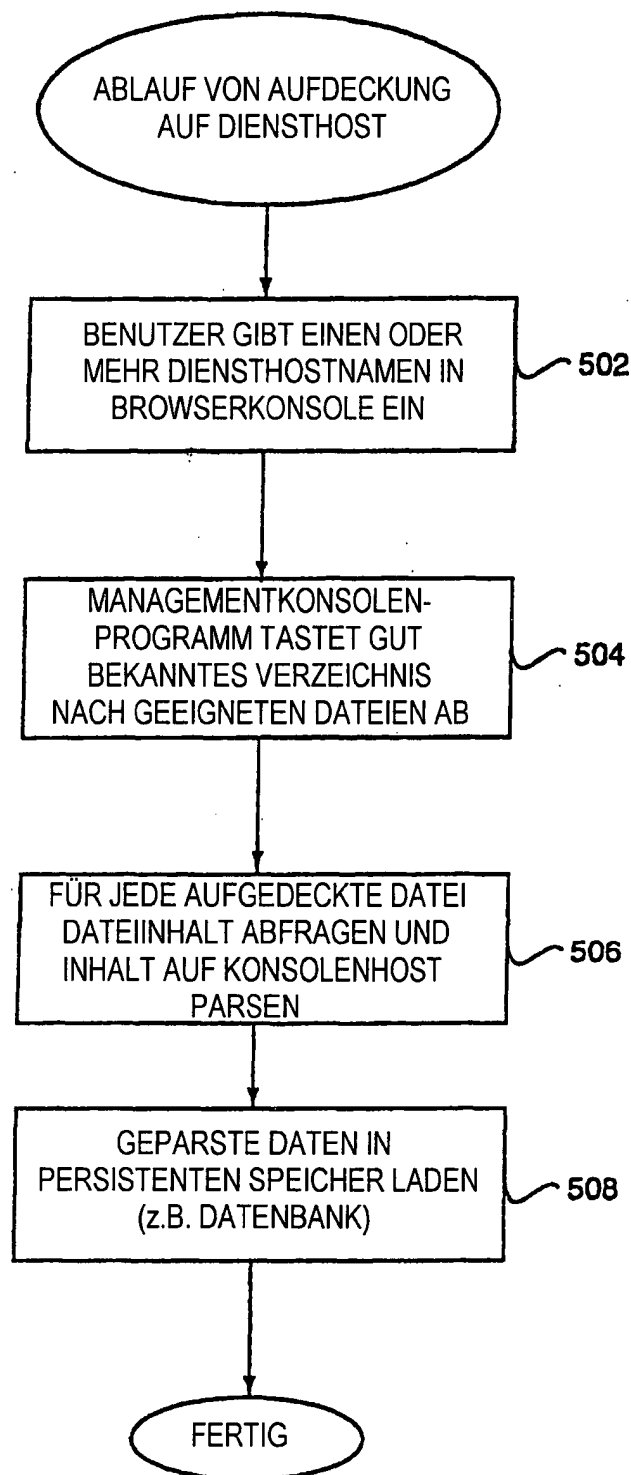 ABLAUF VON AUFDECKUNG
AUF DIENSTHOST
BENUTZER GIBT EINEN ODER
MEHR DIENSTHOSTNAMEN IN
BROWSERKONSOLE EIN
502
MANAGEMENTKONSOLEN-
PROGRAMM TASTET GUT
BEKANNTES VERZEICHNIS
NACH GEEIGNETEN DATEIEN AB
504
FÜR JEDE AUFGEDECKTE DATEI
DATEIINHALT ABFRAGEN UND
INHALT AUF KONSOLENHOST
PARSEN
506
GEPARSTE DATEN IN
PERSISTENTEN SPEICHER LADEN
(z.B. DATENBANK)
508
FERTIG